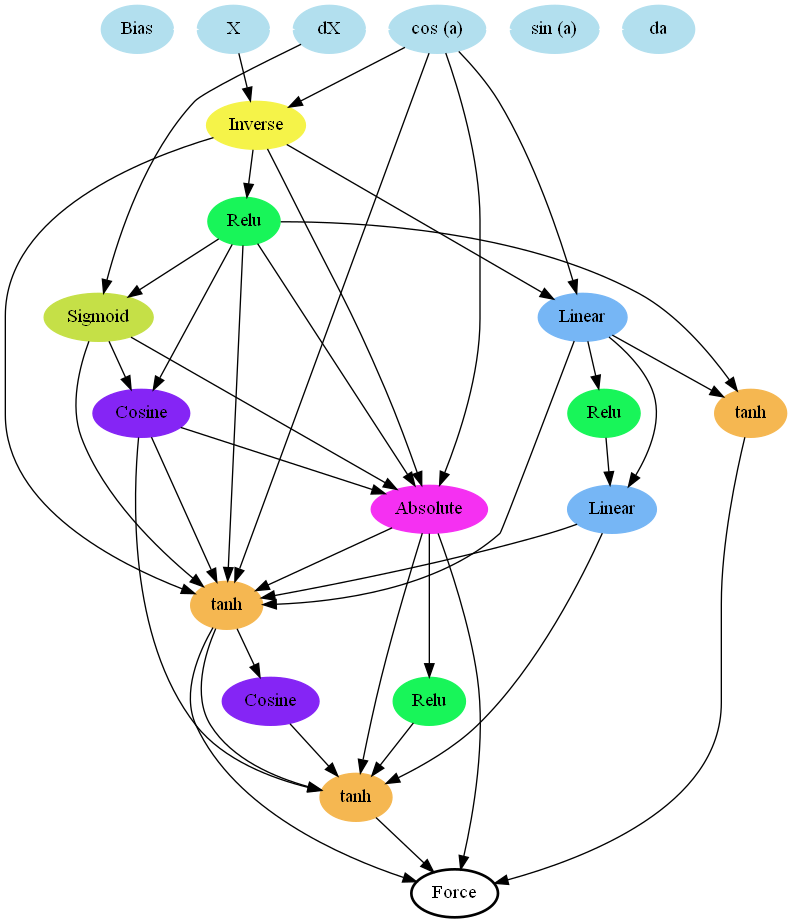 Bias X dX cos (a) sin (a) da
Inverse
Relu
Sigmoid Linear
Cosine Relu tanh
Absolute Linear
tanh
Cosine Relu
tanh
Force